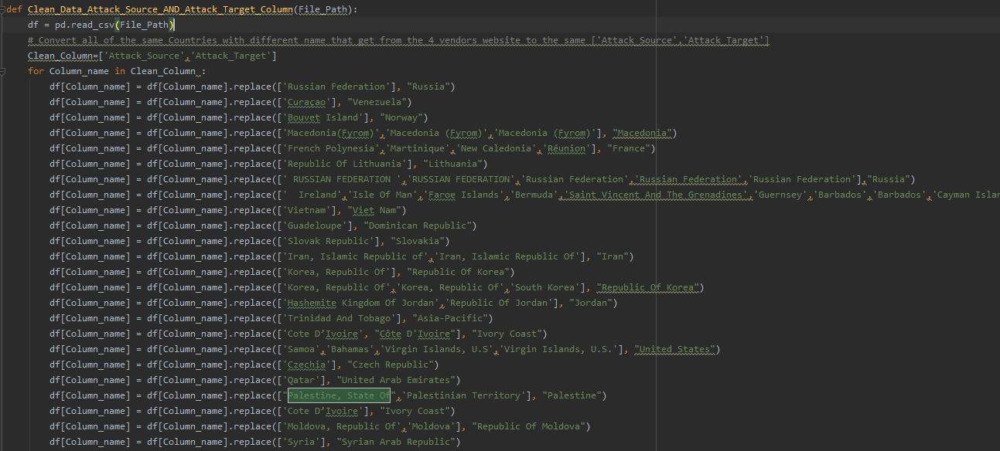 def Clean_Data_Attack_Source_AND_Attack_Target_Column(File_Path):
df = pd.read_csv(File_Path)
# Convert all of the same Countries with different name that get from the 4 vendors website to the same ['Attack_Source','Attack_Target']
Clean_Column=['Attack_Source','Attack_Target']
for Column_name in Clean_Column :
df[Column_name] = df[Column_name].replace(['Russian Federation'], "Russia")
df[Column_name] = df[Column_name].replace(['Curaçao'], "Venezuela")
df[Column_name] = df[Column_name].replace(['Bouvet Island'], "Norway")
df[Column_name] = df[Column_name].replace(['Macedonia(Fyrom)','Macedonia (Fyrom)','Macedonia (Fyrom)'], "Macedonia")
df[Column_name] = df[Column_name].replace(['French Polynesia','Martinique','New Caledonia','Réunion'], "France")
df[Column_name] = df[Column_name].replace(['Republic Of Lithuania'], "Lithuania")
df[Column_name] = df[Column_name].replace([' RUSSIAN FEDERATION ','RUSSIAN FEDERATION','Russian Federation','Russian Federation','Russian Federation'],"Russia")
df[Column_name] = df[Column_name].replace(['  Ireland','Isle Of Man','Faroe Islands','Bermuda','Saint Vincent And The Grenadines','Guernsey','Barbados','Barbados','Cayman Islan
df[Column_name] = df[Column_name].replace(['Vietnam'], "Viet Nam")
df[Column_name] = df[Column_name].replace(['Guadeloupe'], "Dominican Republic")
df[Column_name] = df[Column_name].replace(['Slovak Republic'], "Slovakia")
df[Column_name] = df[Column_name].replace(['Iran, Islamic Republic of','Iran, Islamic Republic Of'], "Iran")
df[Column_name] = df[Column_name].replace(['Korea, Republic Of'], "Republic Of Korea")
df[Column_name] = df[Column_name].replace(['Korea, Republic Of','Korea, Republic Of','South Korea'], "Republic Of Korea")
df[Column_name] = df[Column_name].replace(['Hashemite Kingdom Of Jordan','Republic Of Jordan'], "Jordan")
df[Column_name] = df[Column_name].replace(['Trinidad And Tobago'], "Asia-Pacific")
df[Column_name] = df[Column_name].replace(['Cote D’Ivoire', "Côte D'Ivoire"], "Ivory Coast")
df[Column_name] = df[Column_name].replace(['Samoa','Bahamas','Virgin Islands, U.S','Virgin Islands, U.S.'], "United States")
df[Column_name] = df[Column_name].replace(['Czechia'], "Czech Republic")
df[Column_name] = df[Column_name].replace(['Qatar'], "United Arab Emirates")
df[Column_name] = df[Column_name].replace(["Palestine, State Of",'Palestinian Territory'], "Palestine")
df[Column_name] = df[Column_name].replace(['Cote D’Ivoire'], "Ivory Coast")
df[Column_name] = df[Column_name].replace(['Moldova, Republic Of','Moldova'], "Republic Of Moldova")
df[Column_name] = df[Column_name].replace(['Syria'], "Syrian Arab Republic")